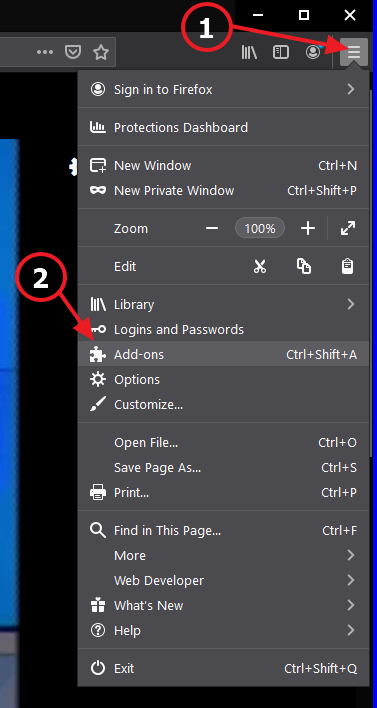 1
Sign in to Firefox
Protections Dashboard
New Window Ctrl+N
New Private Window Ctrl+Shift+P
Zoom 100%
Edit
2
Library
Logins and Passwords
Add-ons Ctrl+Shift+A
Options
Customize...
Open File... Ctrl+O
Save Page As... Ctrl+S
Print... Ctrl+P
Find in This Page... Ctrl+F
More
Web Developer
What's New
Help
Exit Ctrl+Shift+Q